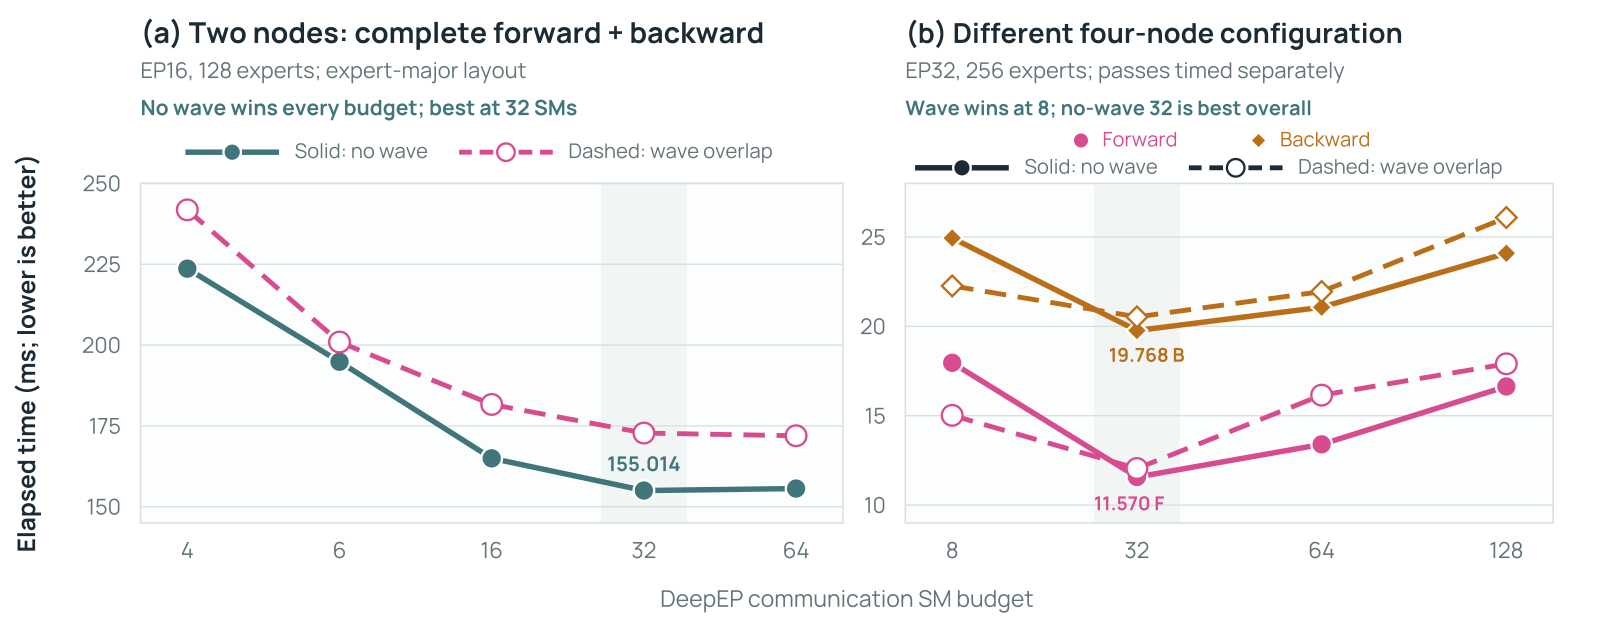 (a) Two nodes: complete forward + backward
EP16, 128 experts; expert-major layout
No wave wins every budget; best at 32 SMs
Solid: no wave
Dashed: wave overlap
Elapsed time (ms; lower is better)
250
225
200
175
150
155.014
4
6
16
32
64
(b) Different four-node configuration
EP32, 256 experts; passes timed separately
Wave wins at 8; no-wave 32 is best overall
Forward
Backward
Solid: no wave
Dashed: wave overlap
25
20
15
10
19.768 B
11.570 F
8
32
64
128
DeepEP communication SM budget